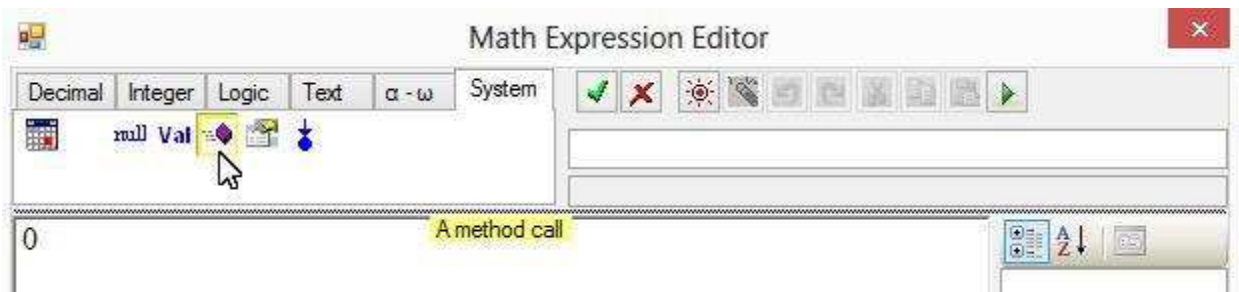 Math Expression Editor
Decimal Integer Logic Text α - ω System
null Val
A method call
0
A
Z